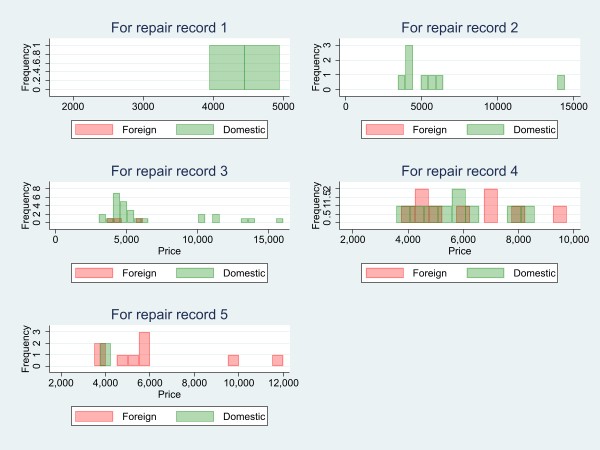 For repair record 1
Frequency
0 .2 .4 .6 .8 1
2000 3000 4000 5000
Foreign Domestic
For repair record 2
Frequency
0 1 2 3
0 5000 10000 15000
Foreign Domestic
For repair record 3
Frequency
0 2 4 6 8
0 5,000 10,000 15,000
Price
Foreign Domestic
For repair record 4
Frequency
0 .5 1 1.5 2
2,000 4,000 6,000 8,000 10,000
Price
Foreign Domestic
For repair record 5
Frequency
0 1 2 3
2,000 4,000 6,000 8,000 10,000 12,000
Price
Foreign Domestic